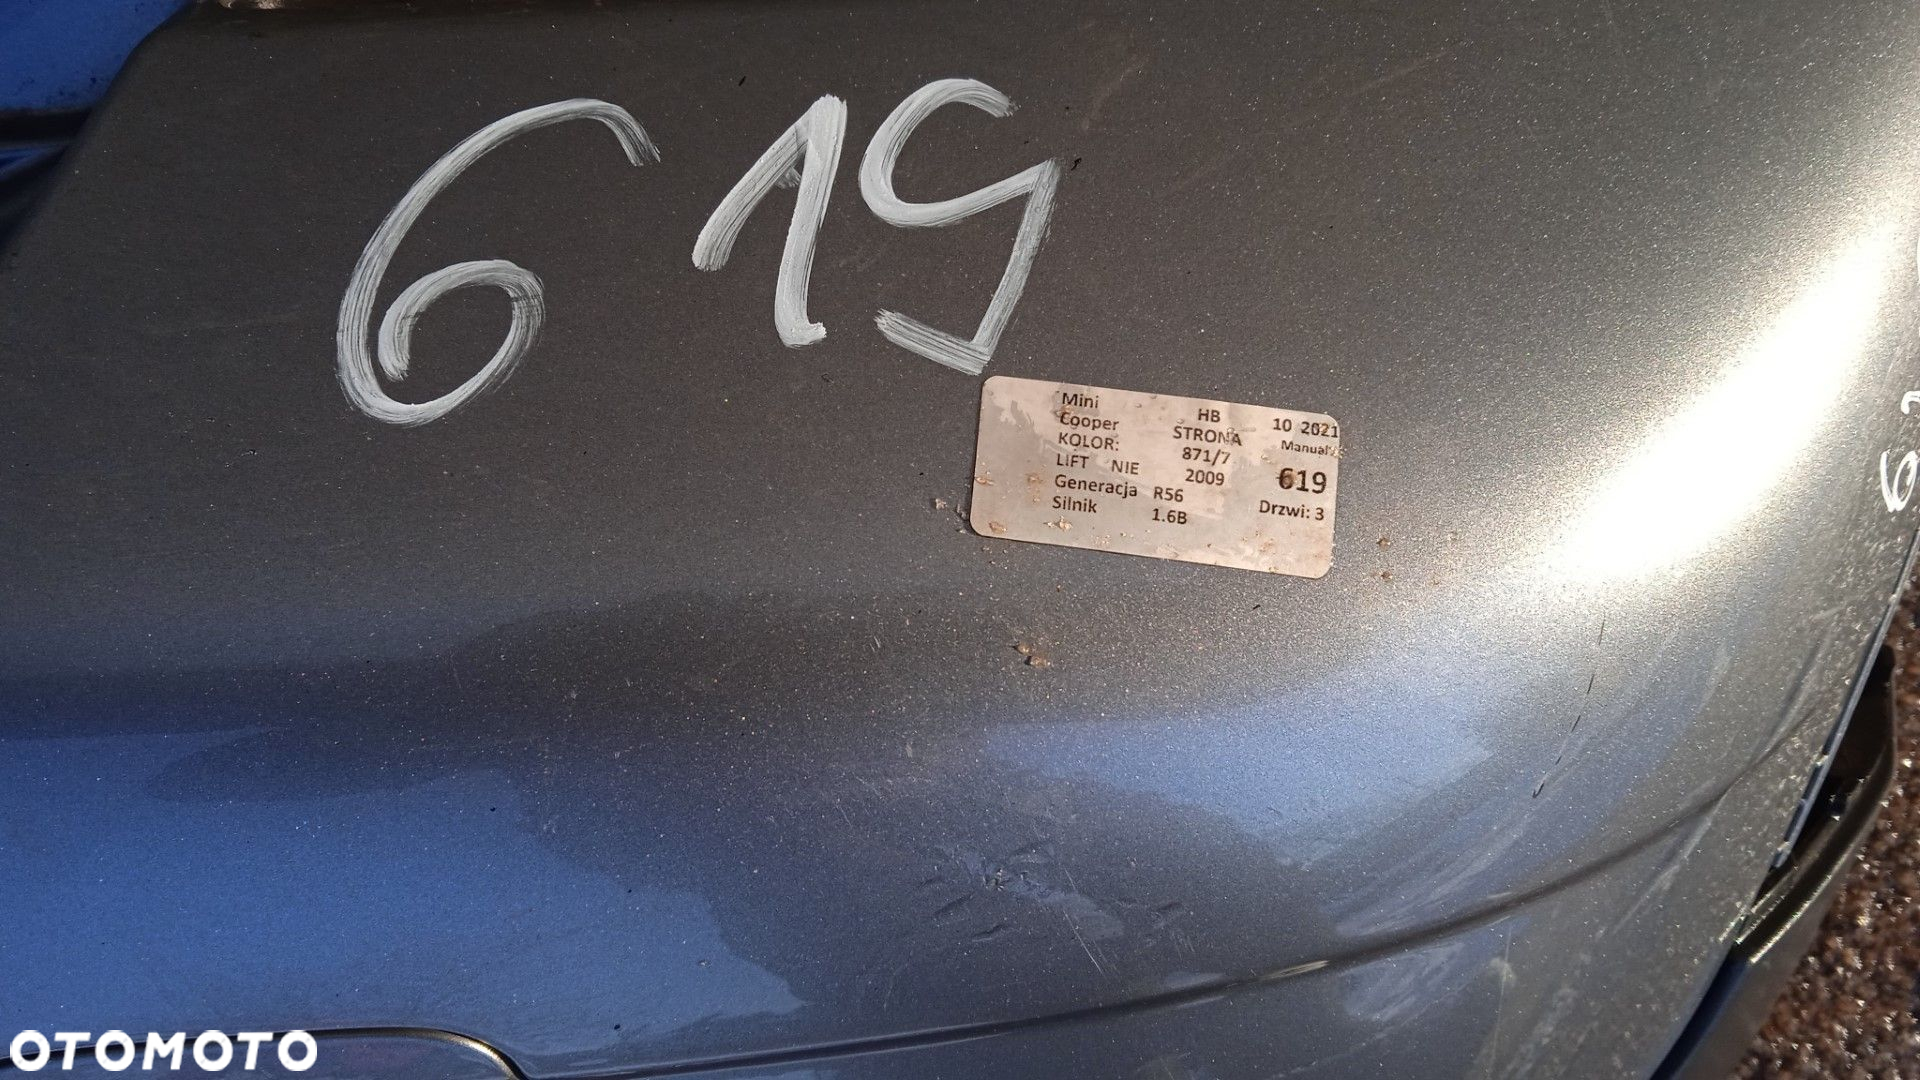 619
Mini HB 10 2021
Cooper STRONA Manual
KOLOR: 871/7
LIFT NIE 2009 619
Generacja R56 Drzwi: 3
Silnik 1.6B
OTOMOTO